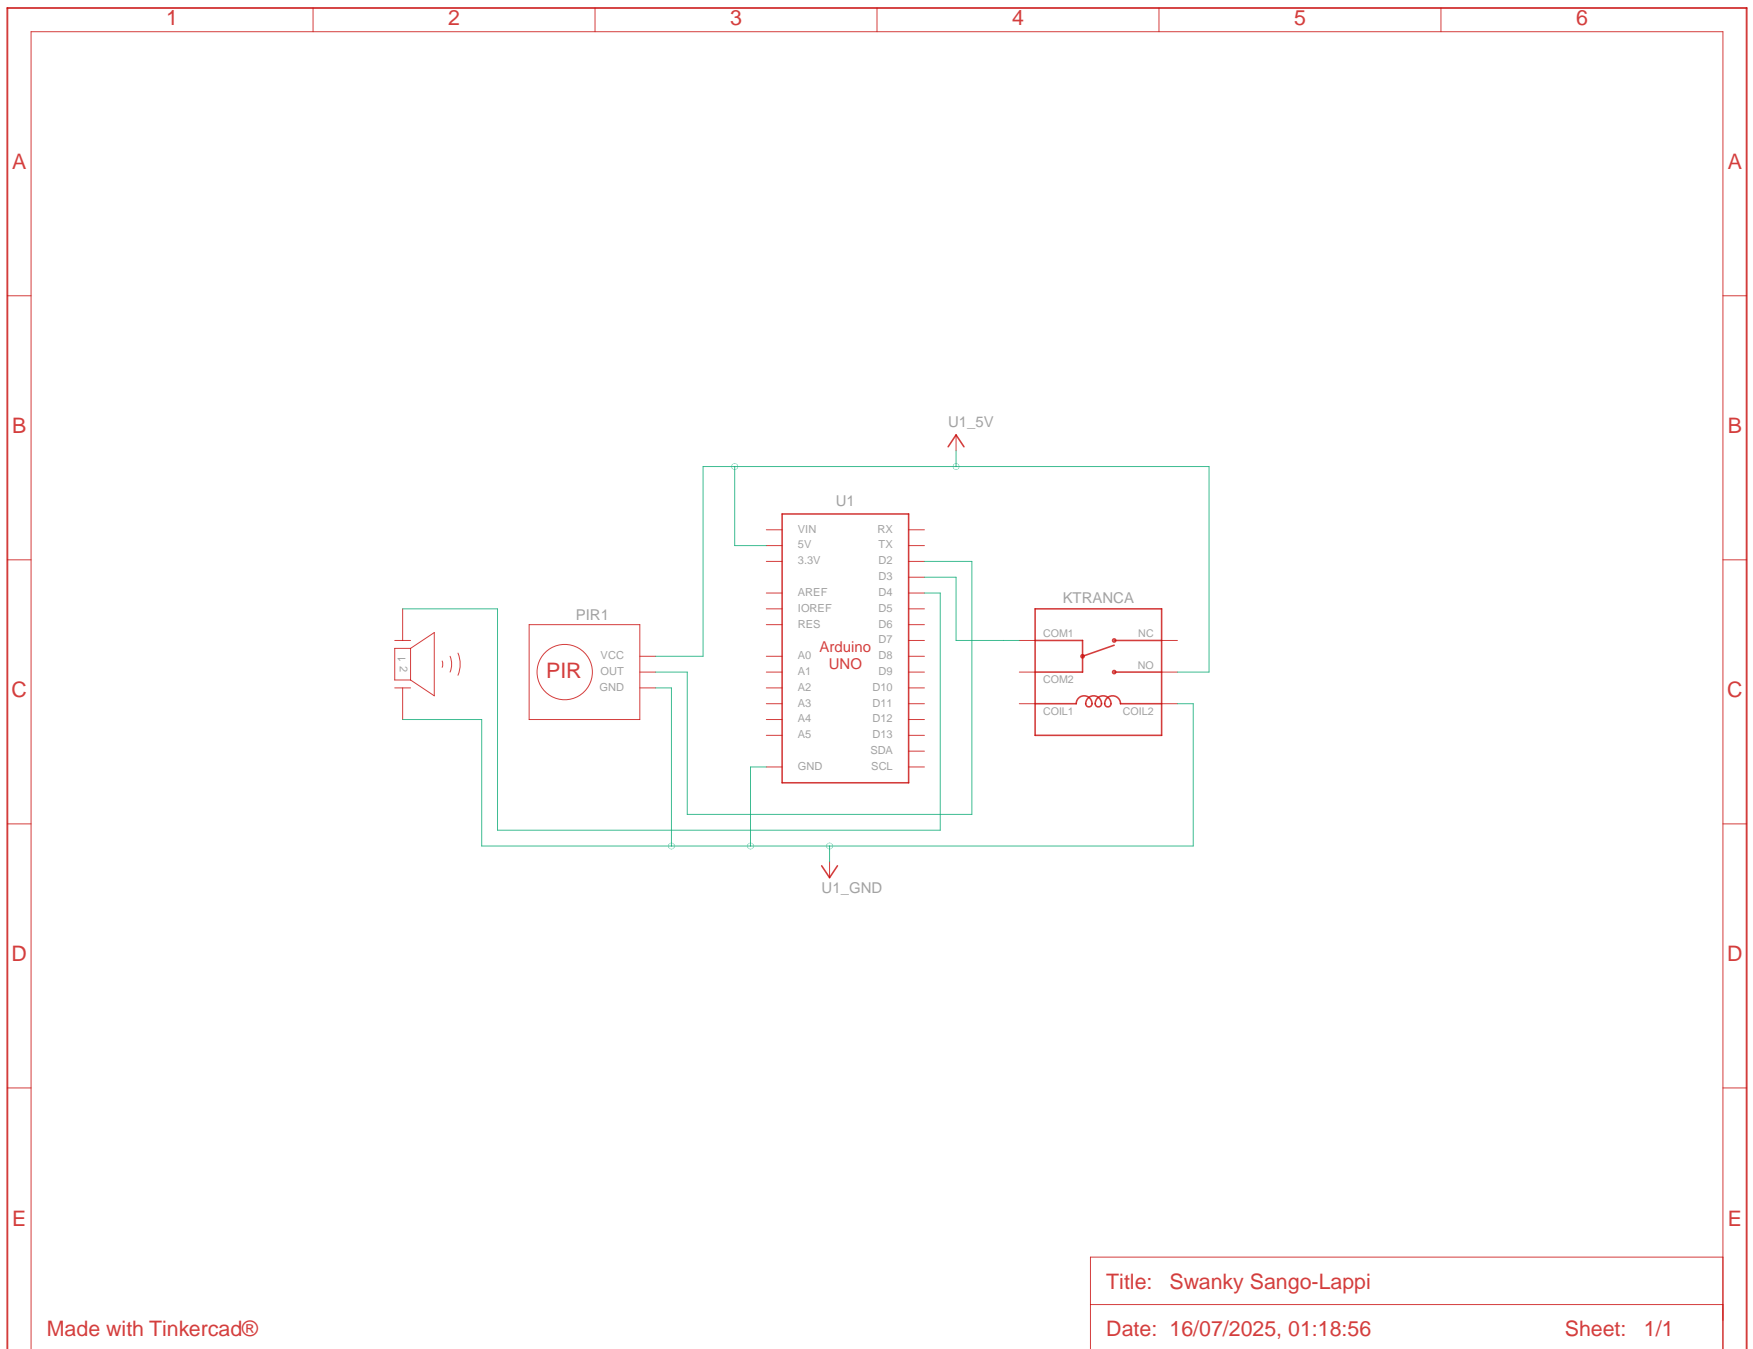 1 2 3 4 5 6
A A
B B
U1_5V
U1
VIN RX
5V TX
3.3V D2
D3
AREF D4
IOREF D5
RES D6
D7
A0 D8
A1 D9
A2 D10
A3 D11
A4 D12
A5 D13
SDA
GND SCL
Arduino
UNO
KTRANCA
COM1 NC
NO
COM2
COIL1 COIL2
PIR1
PIR
VCC
OUT
GND
1 2
C C
U1_GND
D D
E E
Title: Swanky Sango-Lappi
Made with Tinkercad®
Date: 16/07/2025, 01:18:56 Sheet: 1/1